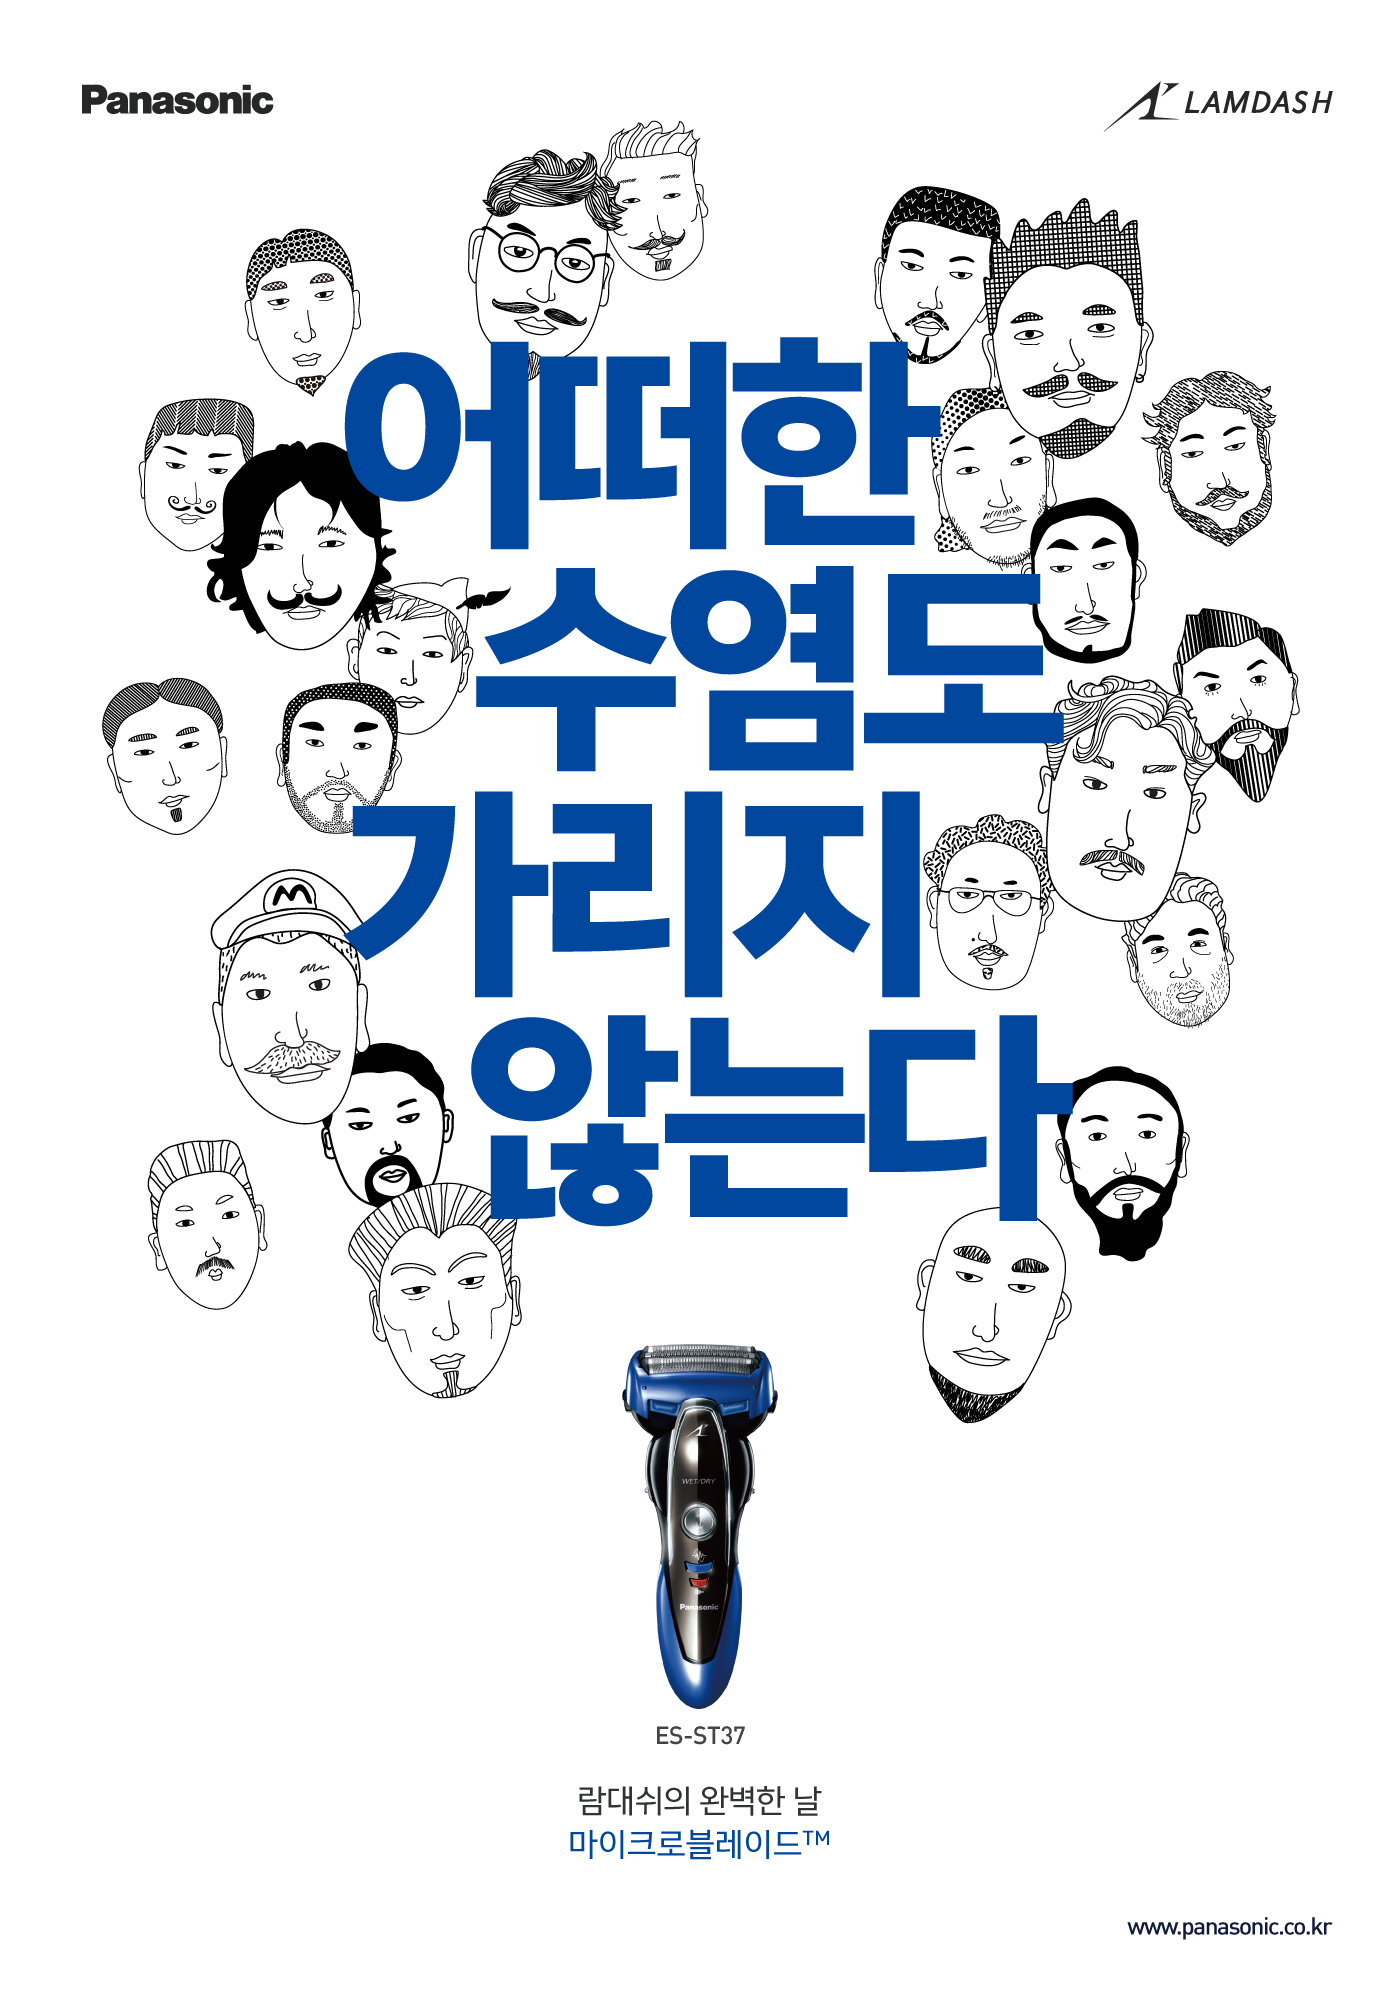 Panasonic
LAMDASH
어떠한
수염도
가리지
않는다
M
WET/DRY
Panasonic
ES-ST37
람대쉬의 완벽한 날
마이크로블레이드™
www.panasonic.co.kr